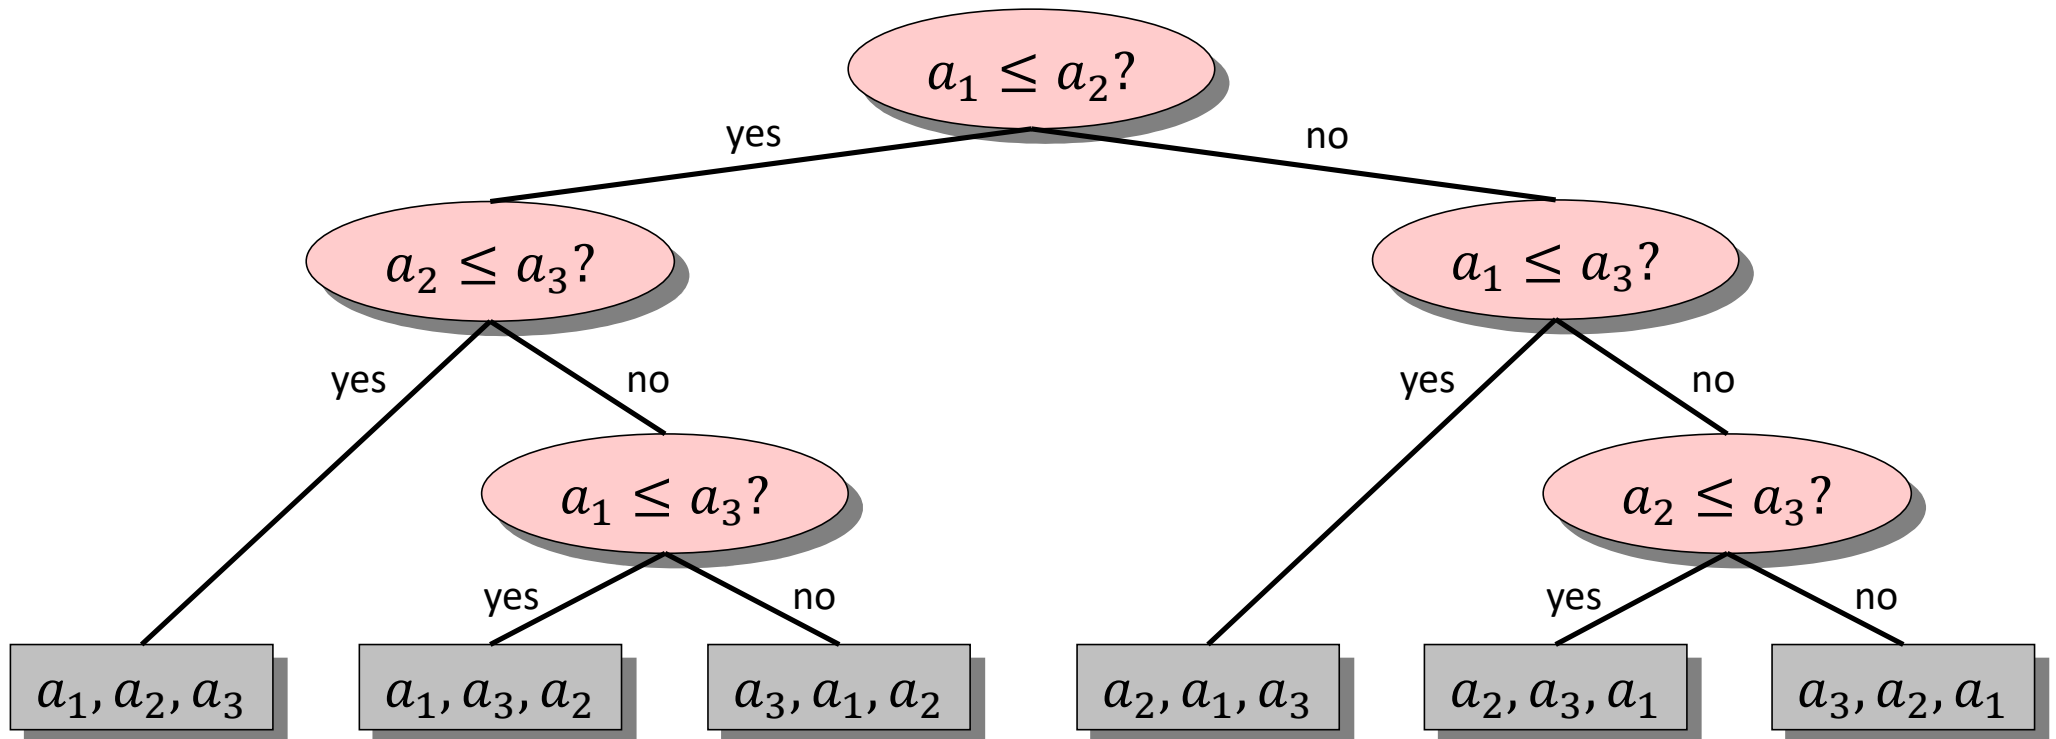 a₁ ≤ a₂?
yes
no
a₂ ≤ a₃?
a₁ ≤ a₃?
yes
no
yes
no
a₁ ≤ a₃?
a₂ ≤ a₃?
yes
no
yes
no
a₁, a₂, a₃
a₁, a₃, a₂
a₃, a₁, a₂
a₂, a₁, a₃
a₂, a₃, a₁
a₃, a₂, a₁